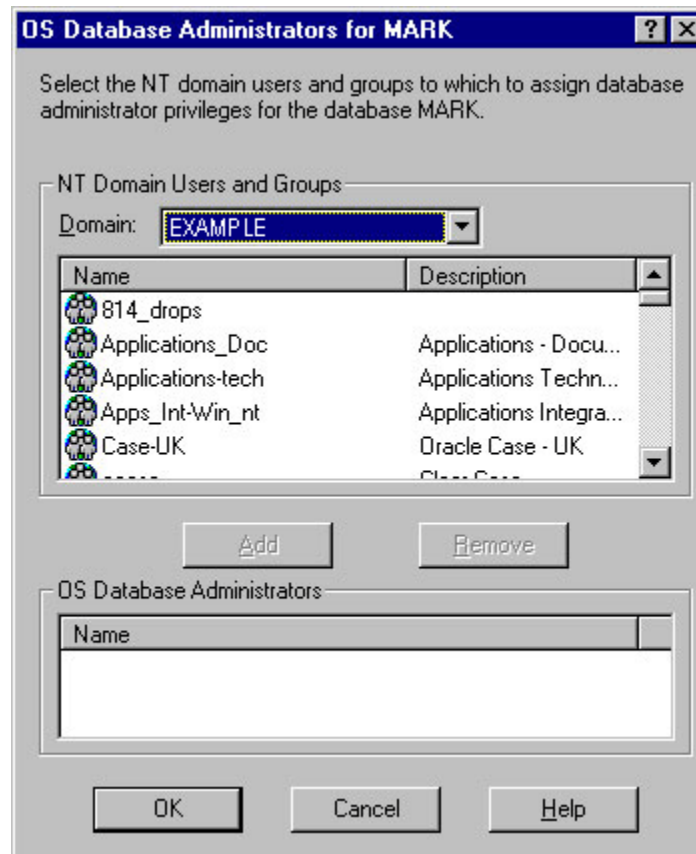 OS Database Administrators for MARK
Select the NT domain users and groups to which to assign database
administrator privileges for the database MARK.
NT Domain Users and Groups
Domain: EXAMPLE
Name Description
814_drops
Applications_Doc Applications - Docu...
Applications-tech Applications Techn...
Apps_Int-Win_nt Applications Integra...
Case-UK Oracle Case - UK
Add Remove
OS Database Administrators
Name
OK Cancel Help